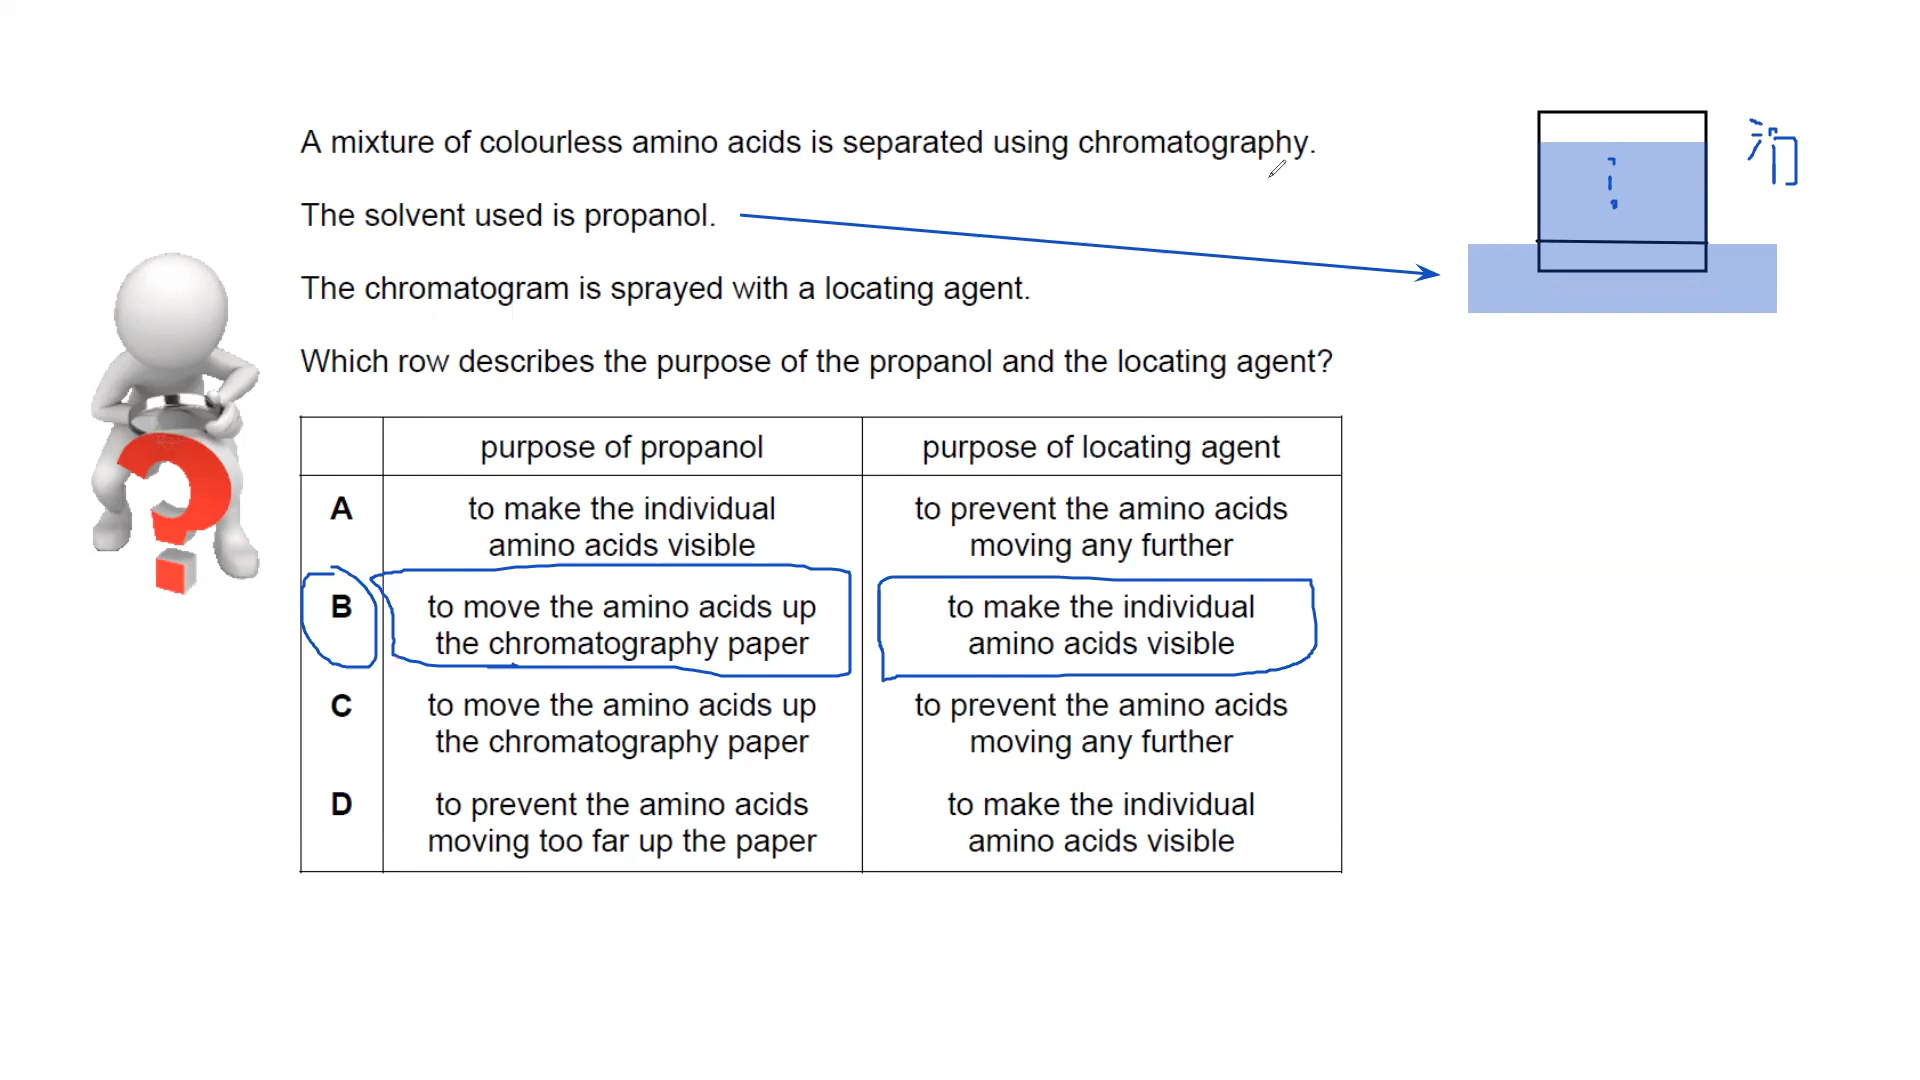 A mixture of colourless amino acids is separated using chromatography.
The solvent used is propanol.
The chromatogram is sprayed with a locating agent.
Which row describes the purpose of the propanol and the locating agent?
purpose of propanol
purpose of locating agent
A
to make the individual
amino acids visible
to prevent the amino acids
moving any further
B
to move the amino acids up
the chromatography paper
to make the individual
amino acids visible
C
to move the amino acids up
the chromatography paper
to prevent the amino acids
moving any further
D
to prevent the amino acids
moving too far up the paper
to make the individual
amino acids visible